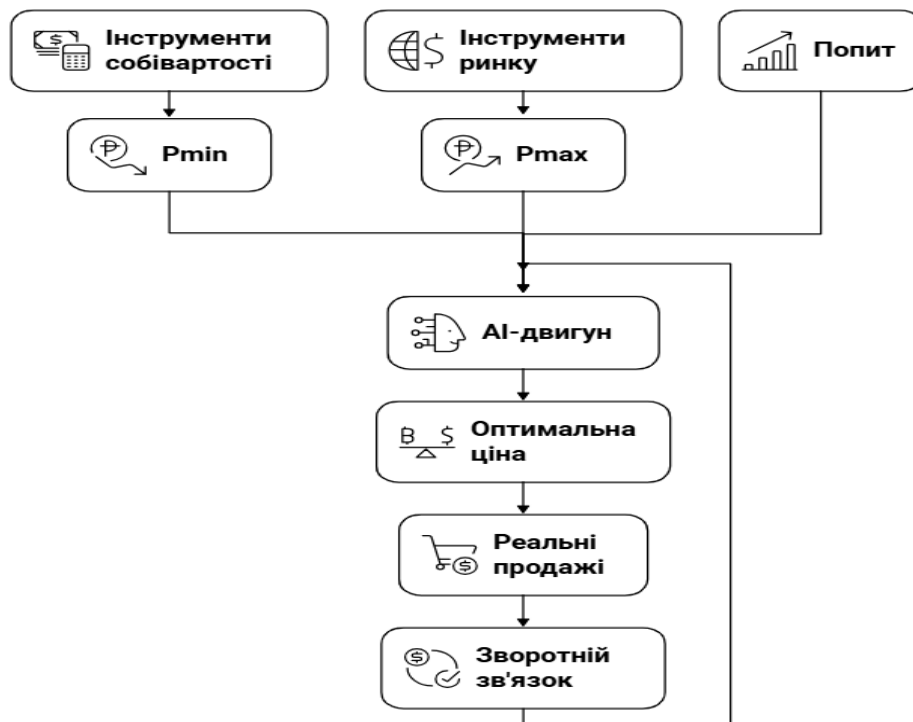 Інструменти
собівартості
Інструменти
ринку
Попит
Pmin
Pmax
AI-двигун
Оптимальна
ціна
Реальні
продажі
Зворотній
зв'язок